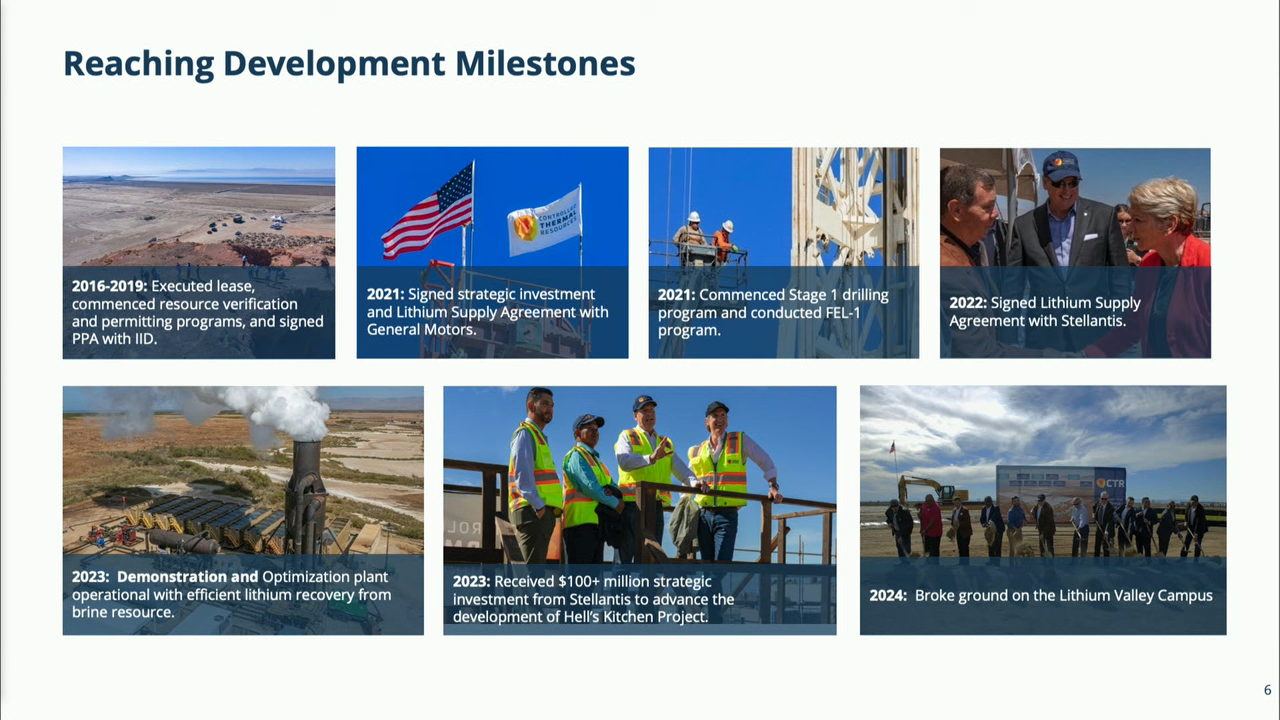 Reaching Development Milestones
CONTROLLED
THERMAL
RESOURCES
2016-2019: Executed lease,
commenced resource verification
and permitting programs, and signed
PPA with IID.
2021: Signed strategic investment
and Lithium Supply Agreement with
General Motors.
2021: Commenced Stage 1 drilling
program and conducted FEL-1
program.
2022: Signed Lithium Supply
Agreement with Stellantis.
2023: Demonstration and Optimization plant
operational with efficient lithium recovery from
brine resource.
2023: Received $100+ million strategic
investment from Stellantis to advance the
development of Hell's Kitchen Project.
CTR
2024: Broke ground on the Lithium Valley Campus
6